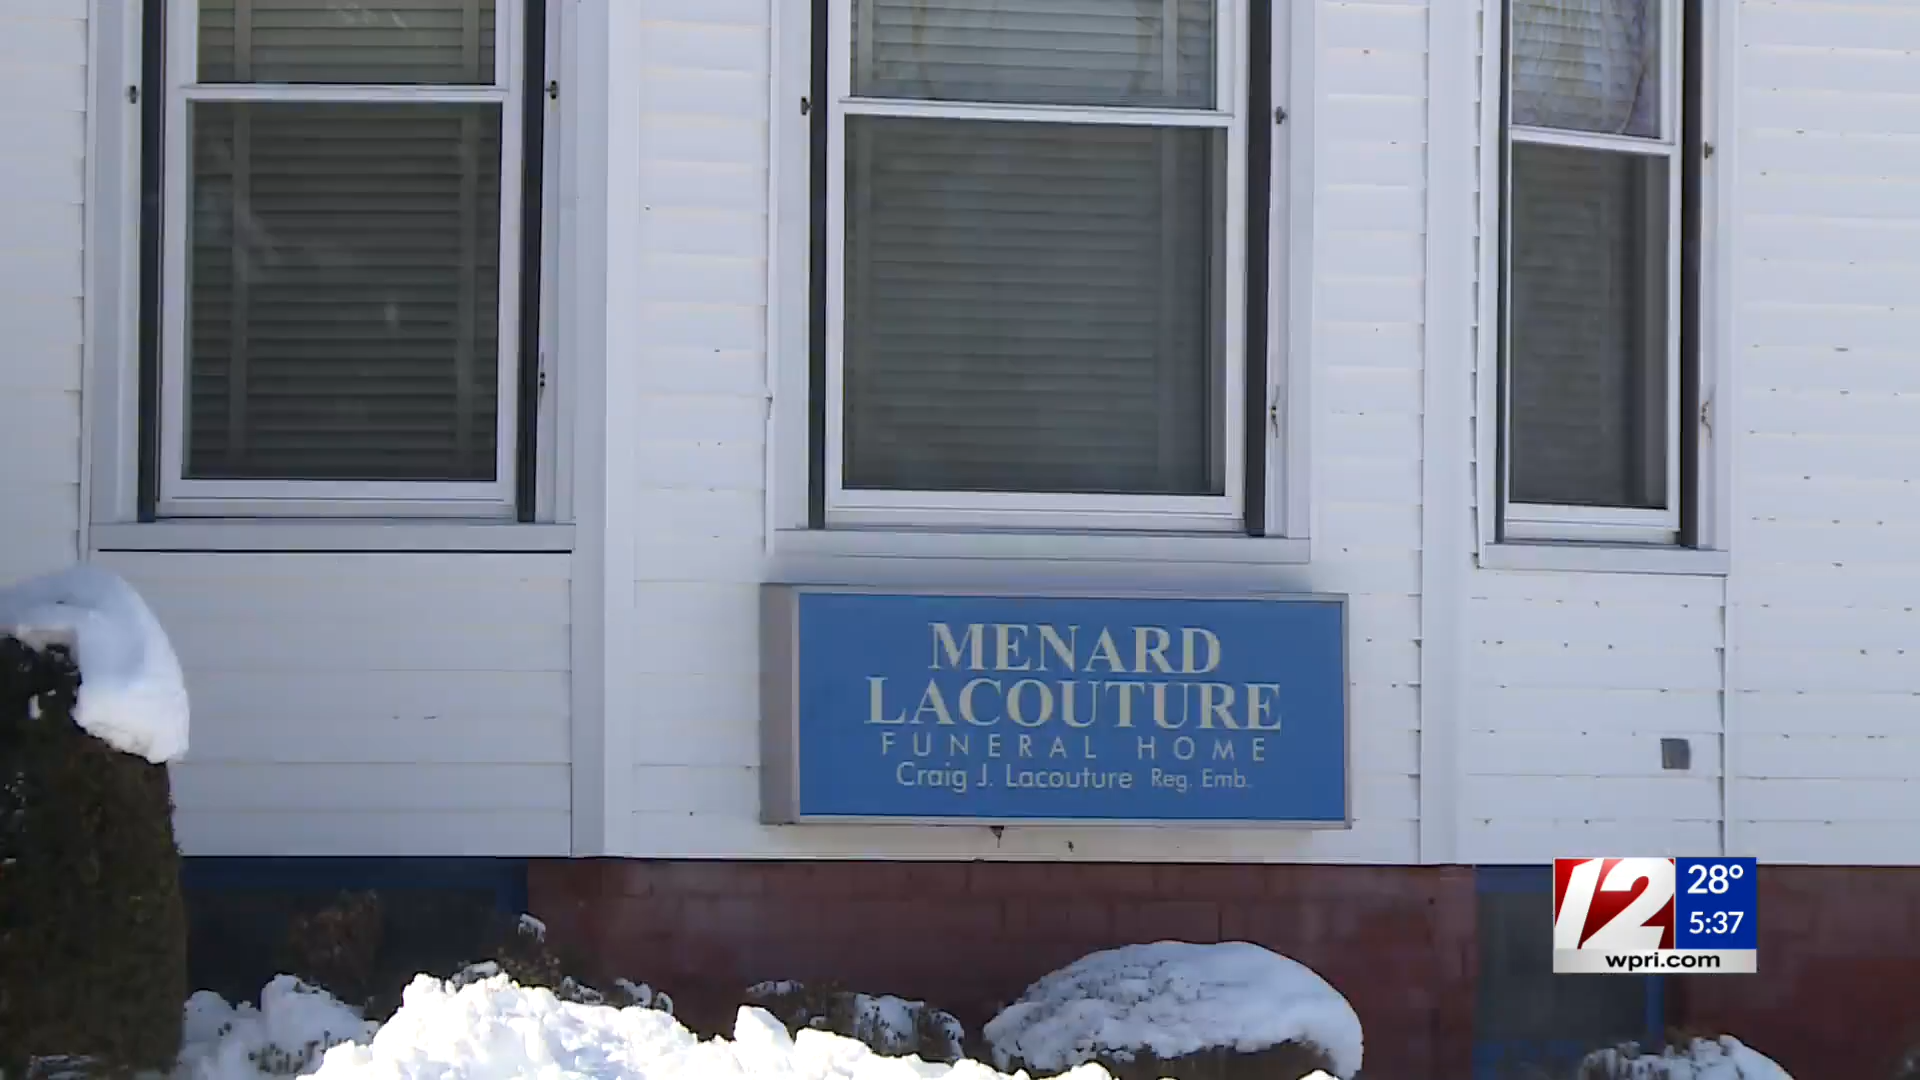 MENARD
LACOUTURE
FUNERAL HOME
Craig J. Lacouture Reg. Emb.
12
28°
5:37
wpri.com